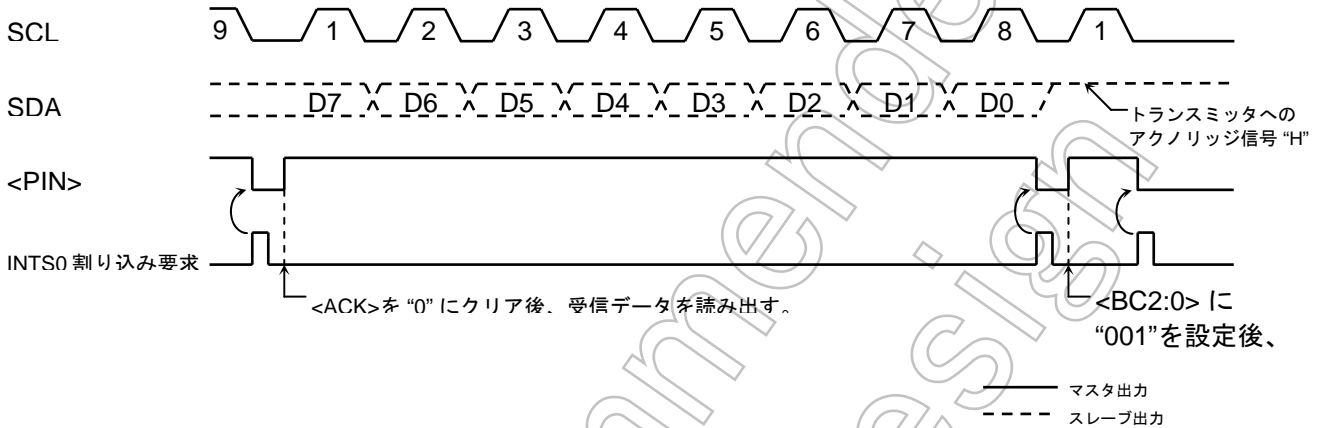 SCL 9 1 2 3 4 5 6 7 8 1
SDA D7 D6 D5 D4 D3 D2 D1 D0
トランスミッタへの
アクノリッジ信号 “H”
<PIN>
INTS0 割り込み要求
<ACK>を “0” にクリア後、受信データを読み出す。
<BC2:0> に
“001”を設定後、
マスタ出力
スレーブ出力